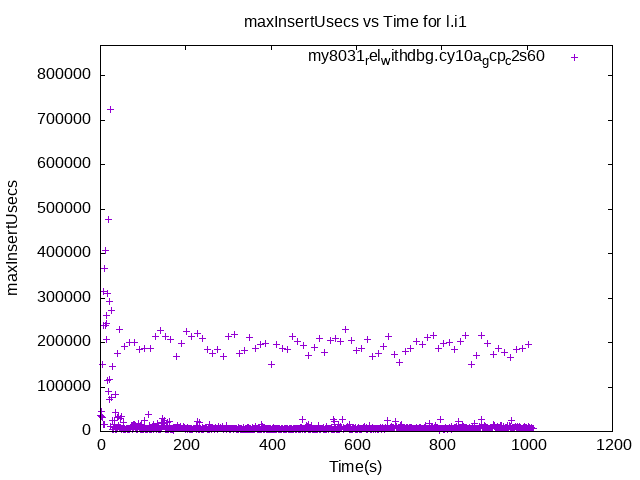 maxInsertUsecs vs Time for l.i1
my8031relwithdbg.cy10agcpc2s60
800000
700000
600000
500000
400000
300000
200000
100000
0
maxInsertUsecs
0 200 400 600 800 1000 1200
Time(s)